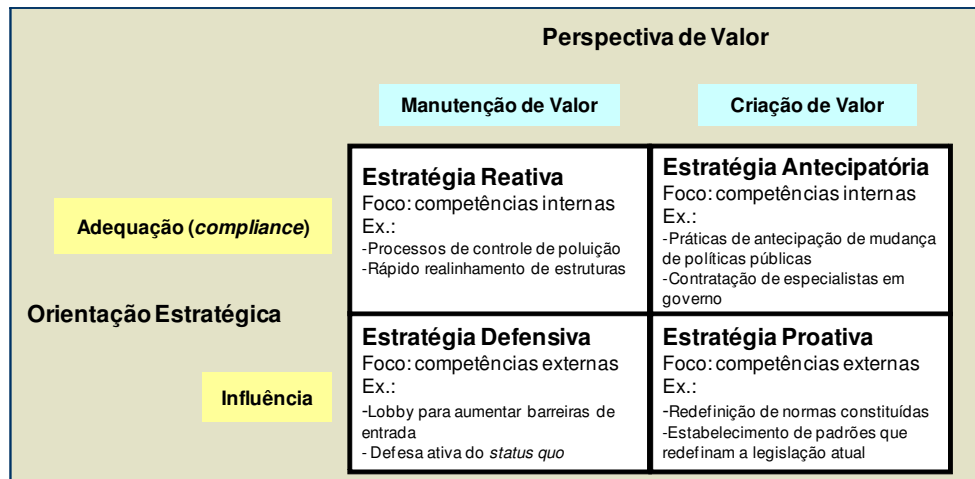 Perspectiva de Valor
Manutenção de Valor
Criação de Valor
Adequação (compliance)
Orientação Estratégica
Influência
Estratégia Reativa
Foco: competências internas
Ex.:
-Processos de controle de poluição
-Rápido realinhamento de estruturas
Estratégia Antecipatória
Foco: competências internas
Ex.:
-Práticas de antecipação de mudança
de políticas públicas
-Contratação de especialistas em
governo
Estratégia Defensiva
Foco: competências externas
Ex.:
-Lobby para aumentar barreiras de
entrada
- Defesa ativa do status quo
Estratégia Proativa
Foco: competências externas
Ex.:
-Redefinição de normas constituídas
-Estabelecimento de padrões que
redefinam a legislação atual